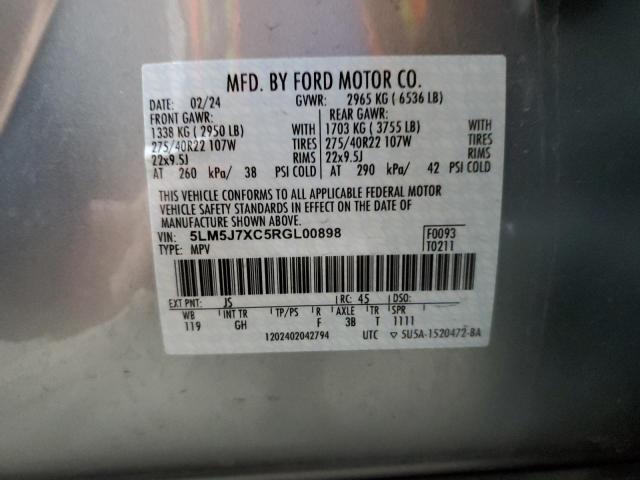 MFD. BY FORD MOTOR CO.
DATE: 02/24 GVWR: 2965 KG ( 6536 LB)
FRONT GAWR: REAR GAWR:
1338 KG ( 2950 LB) WITH 1703 KG ( 3755 LB) WITH
275/40R22 107W TIRES 275/40R22 107W TIRES
22x9.5J RIMS 22x9.5J RIMS
AT 260 kPa/ 38 PSI COLD AT 290 kPa/ 42 PSI COLD
THIS VEHICLE CONFORMS TO ALL APPLICABLE FEDERAL MOTOR
VEHICLE SAFETY STANDARDS IN EFFECT ON THE DATE OF
MANUFACTURE SHOWN ABOVE.
VIN: 5LM5J7XC5RGL00898 F0093
TYPE: MPV T0211
EXT PNT: JS RC: 45 DSO:
WB INT TR TP/PS R AXLE TR SPR
119 GH F 3B T 1111
1202402042794 UTC ▽ 5U5A-1520472-BA